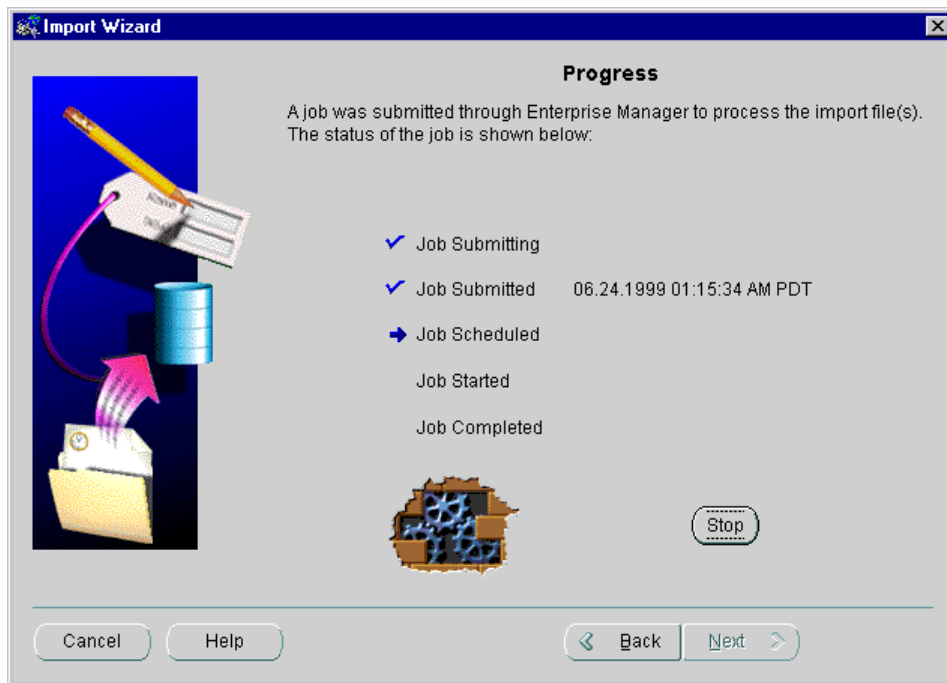 Import Wizard
Progress
A job was submitted through Enterprise Manager to process the import file(s).
The status of the job is shown below:
Job Submitting
Job Submitted 06.24.1999 01:15:34 AM PDT
Job Scheduled
Job Started
Job Completed
Stop
Cancel Help Back Next